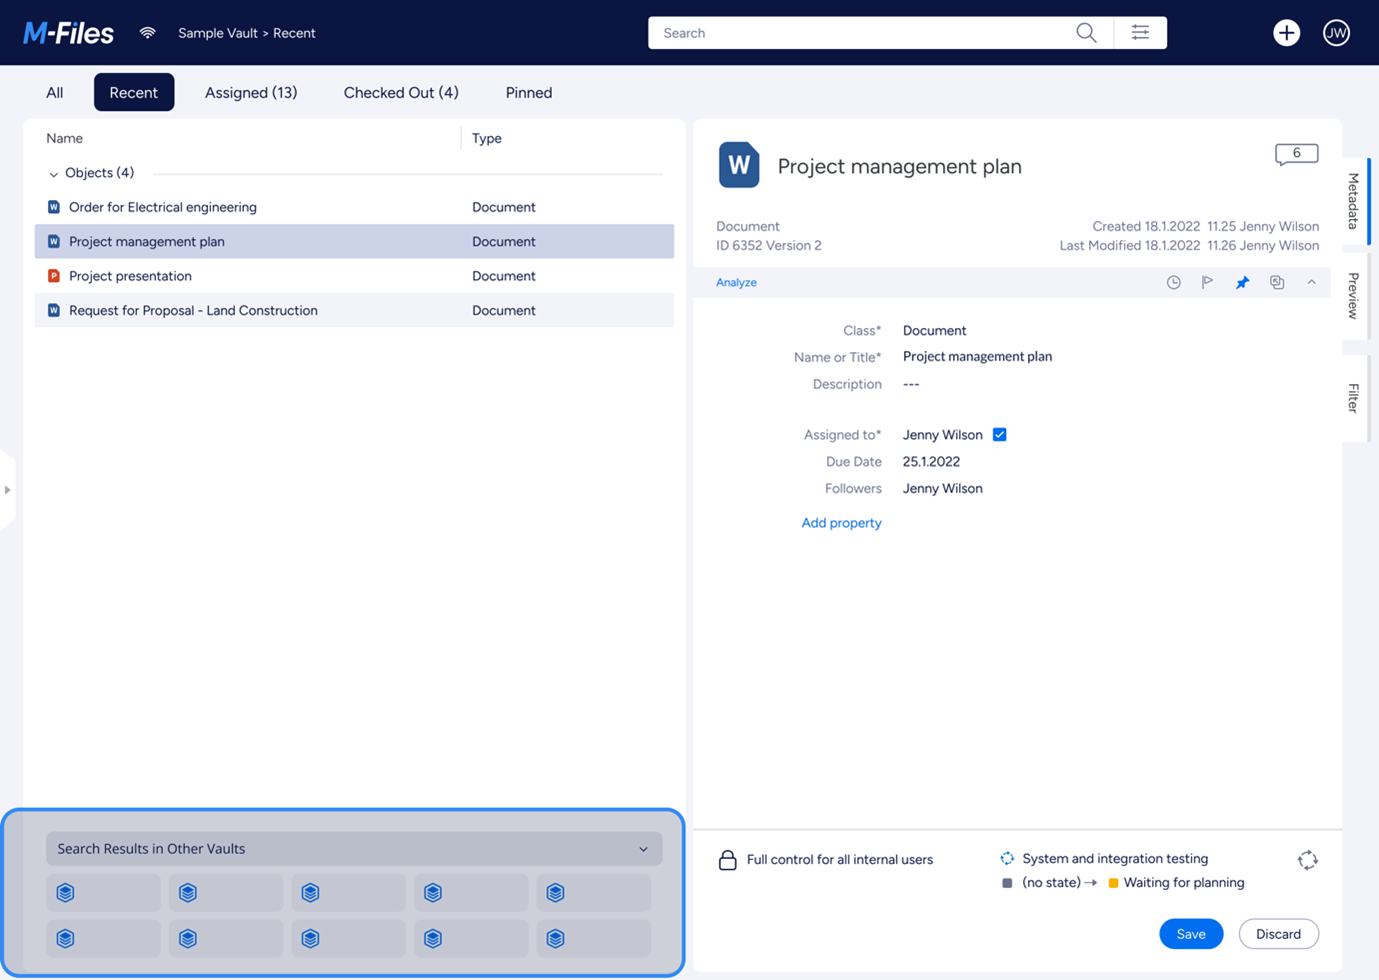 M-Files
Sample Vault > Recent
Search
JW
All
Recent
Assigned (13)
Checked Out (4)
Pinned
Name
Type
Objects (4)
W Order for Electrical engineering Document
W Project management plan Document
P Project presentation Document
W Request for Proposal - Land Construction Document
W
Project management plan
6
Document
Created 18.1.2022 11.25 Jenny Wilson
ID 6352 Version 2
Last Modified 18.1.2022 11.26 Jenny Wilson
Analyze
Class* Document
Name or Title* Project management plan
Description ---
Assigned to* Jenny Wilson
Due Date 25.1.2022
Followers Jenny Wilson
Add property
Metadata
Preview
Filter
Search Results in Other Vaults
Full control for all internal users
System and integration testing
(no state) → Waiting for planning
Save
Discard